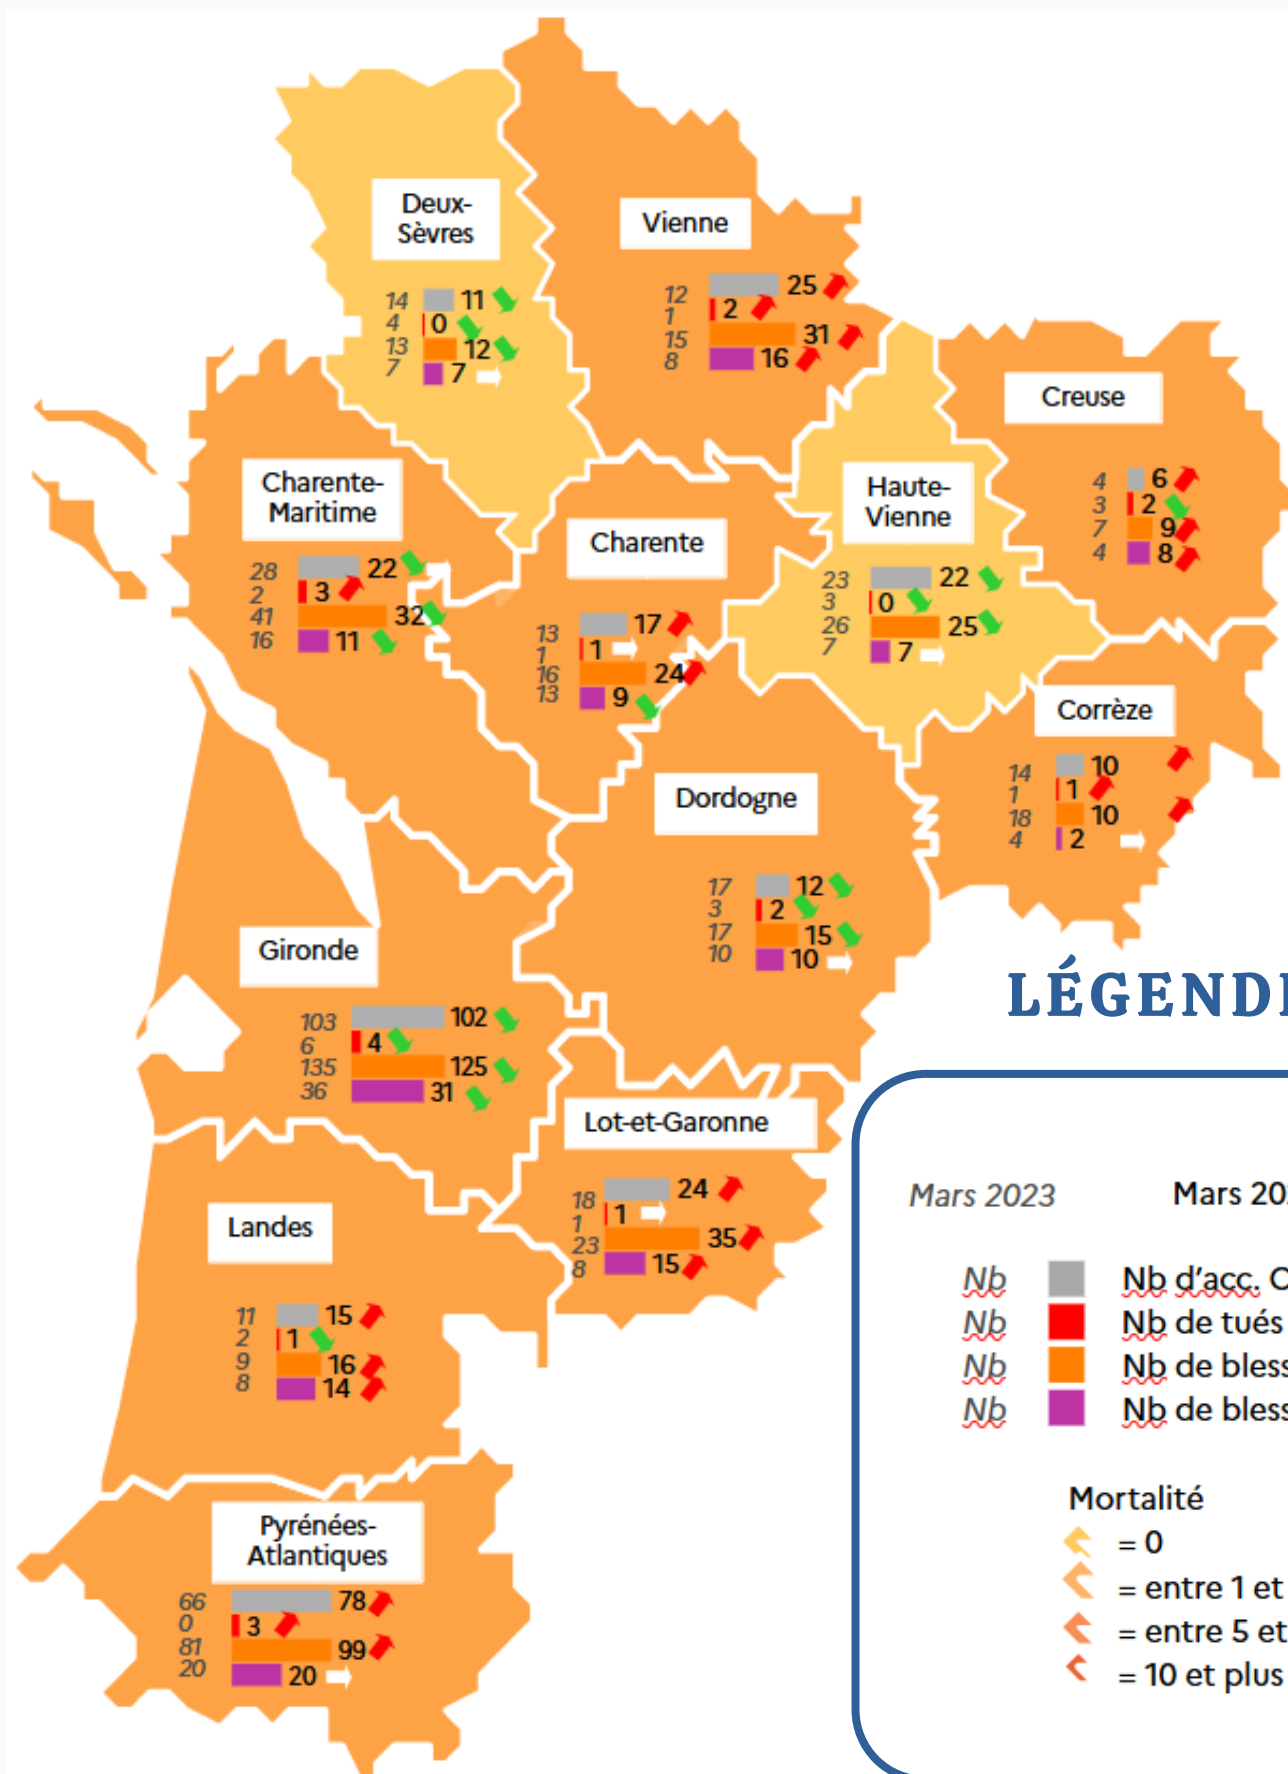 Deux-
Sèvres
14 11
4 0
13 12
7 7
Vienne
12 25
1 2
15 31
8 16
Creuse
4 6
3 2
7 9
4 8
Charente-
Maritime
28 22
2 3
41 32
16 11
Charente
13 17
1 1
16 24
13 9
Haute-
Vienne
23 22
3 0
26 25
7 7
Corrèze
14 10
1 1
18 10
4 2
Dordogne
17 12
3 2
17 15
10 10
Gironde
103 102
6 4
135 125
36 31
Lot-et-Garonne
18 24
1 1
23 35
8 15
Landes
11 15
2 1
9 16
8 14
Pyrénées-
Atlantiques
66 78
0 3
81 99
20 20
LÉGENDE
Mars 2023 Mars 20
Nb Nb d'acc.
Nb Nb de tués
Nb Nb de bless
Nb Nb de bless
Mortalité
= 0
= entre 1 et
= entre 5 et
= 10 et plus